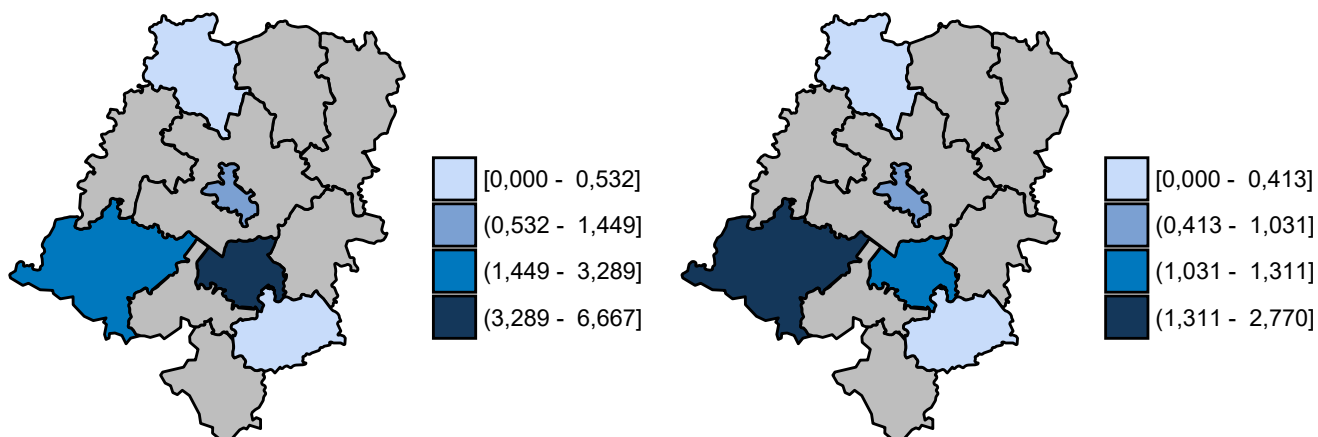 [0,000 - 0,532]
(0,532 - 1,449]
(1,449 - 3,289]
(3,289 - 6,667]
[0,000 - 0,413]
(0,413 - 1,031]
(1,031 - 1,311]
(1,311 - 2,770]